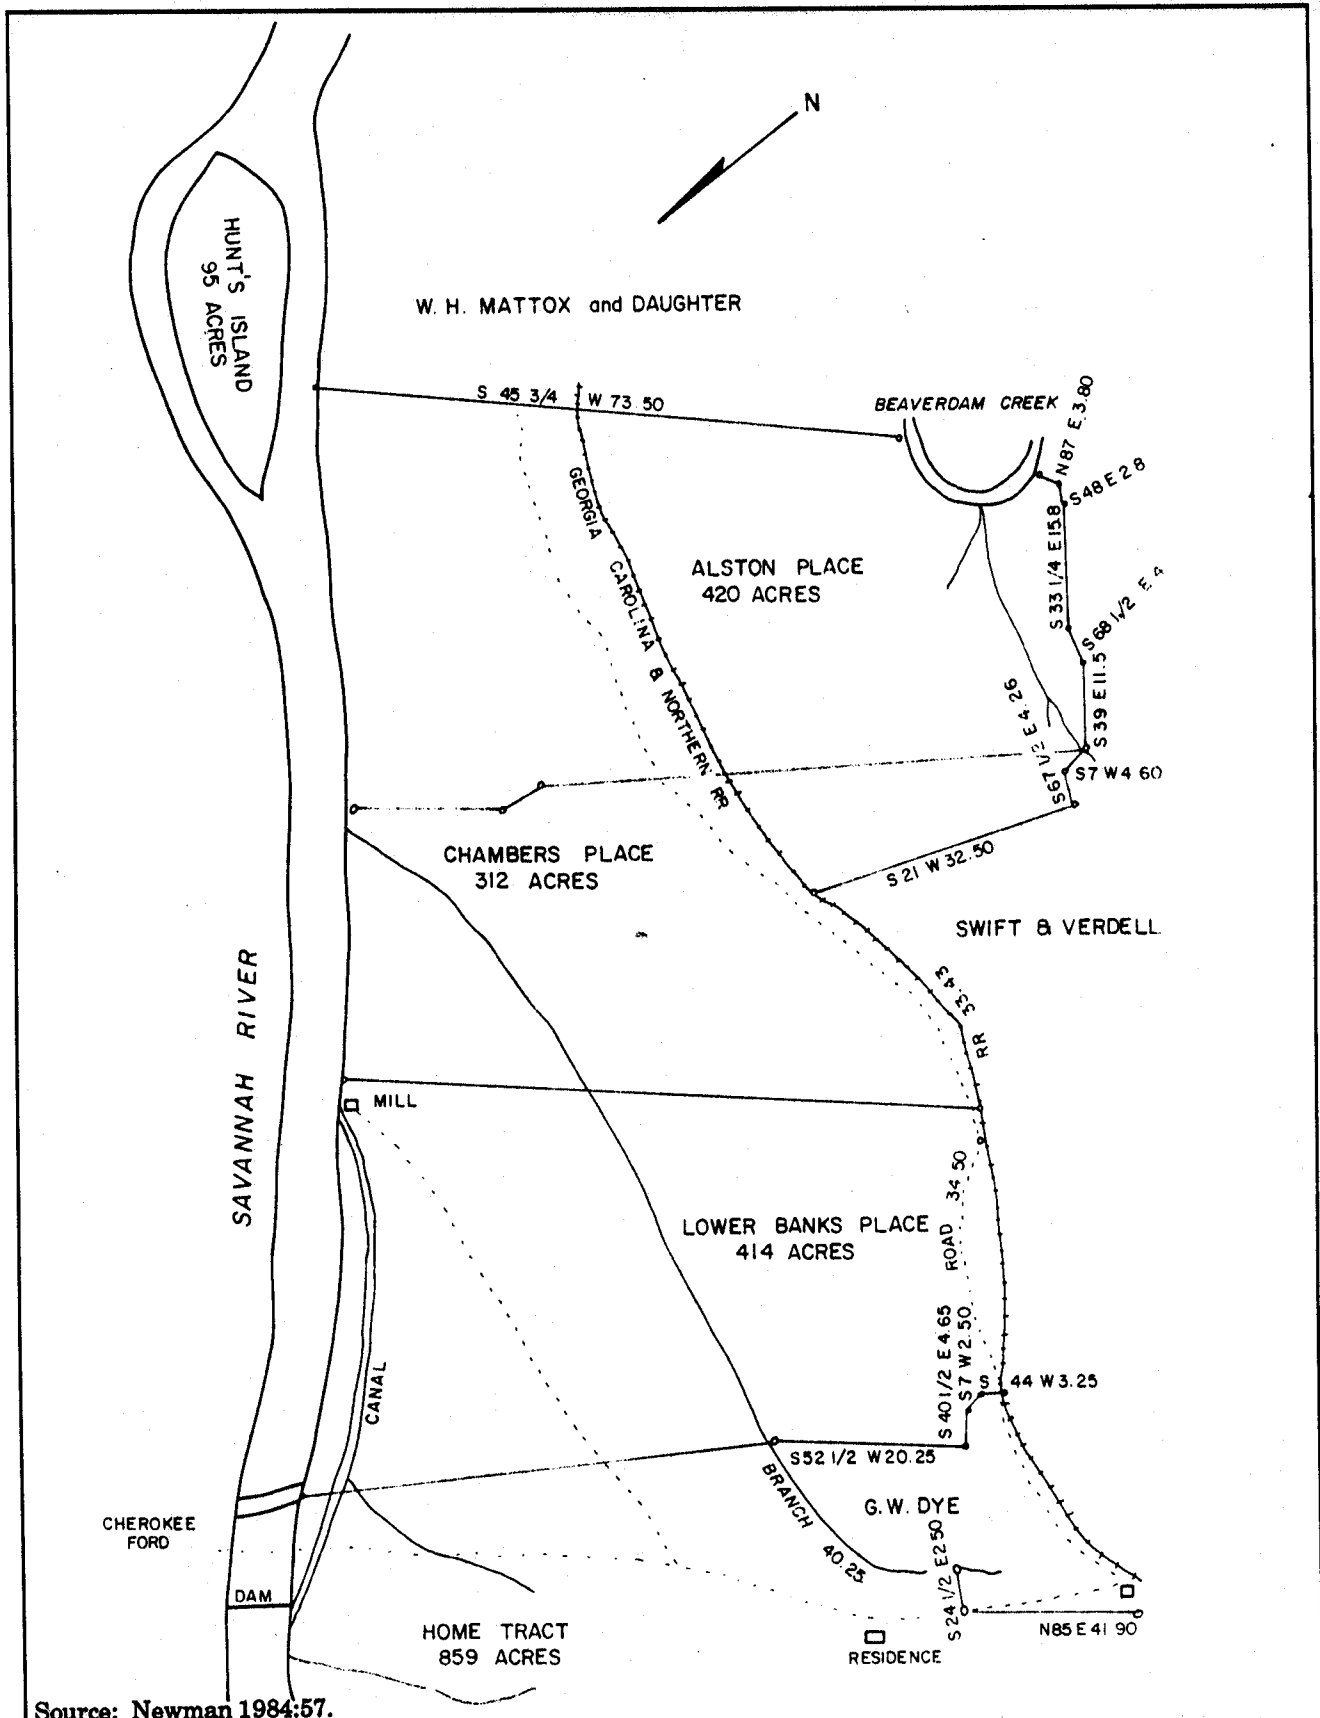 N
HUNT'S ISLAND
95 ACRES
W. H. MATTOX and DAUGHTER
S 45 3/4 W 73.50
BEAVERDAM CREEK
N87 E 3.80
S48 E 2 8
S33 1/4 E15.8
GEORGIA CAROLINA & NORTHERN RR
ALSTON PLACE
420 ACRES
S 68 1/2 E 4
S39 E 11.5
S67 1/2 E 4.26
S7 W 4 60
CHAMBERS PLACE
312 ACRES
S 21 W 32.50
SWIFT & VERDELL
33.43
RR
SAVANNAH RIVER
MILL
ROAD 34 50
LOWER BANKS PLACE
414 ACRES
S 40 1/2 E 4.65
S7 W 2.50
S 44 W 3.25
CANAL
S52 1/2 W 20.25
BRANCH 40.25
G.W. DYE
CHEROKEE
FORD
S 24 1/2 E 2 50
DAM
HOME TRACT
859 ACRES
N85 E 41 90
RESIDENCE
Source: Newman 1984:57.